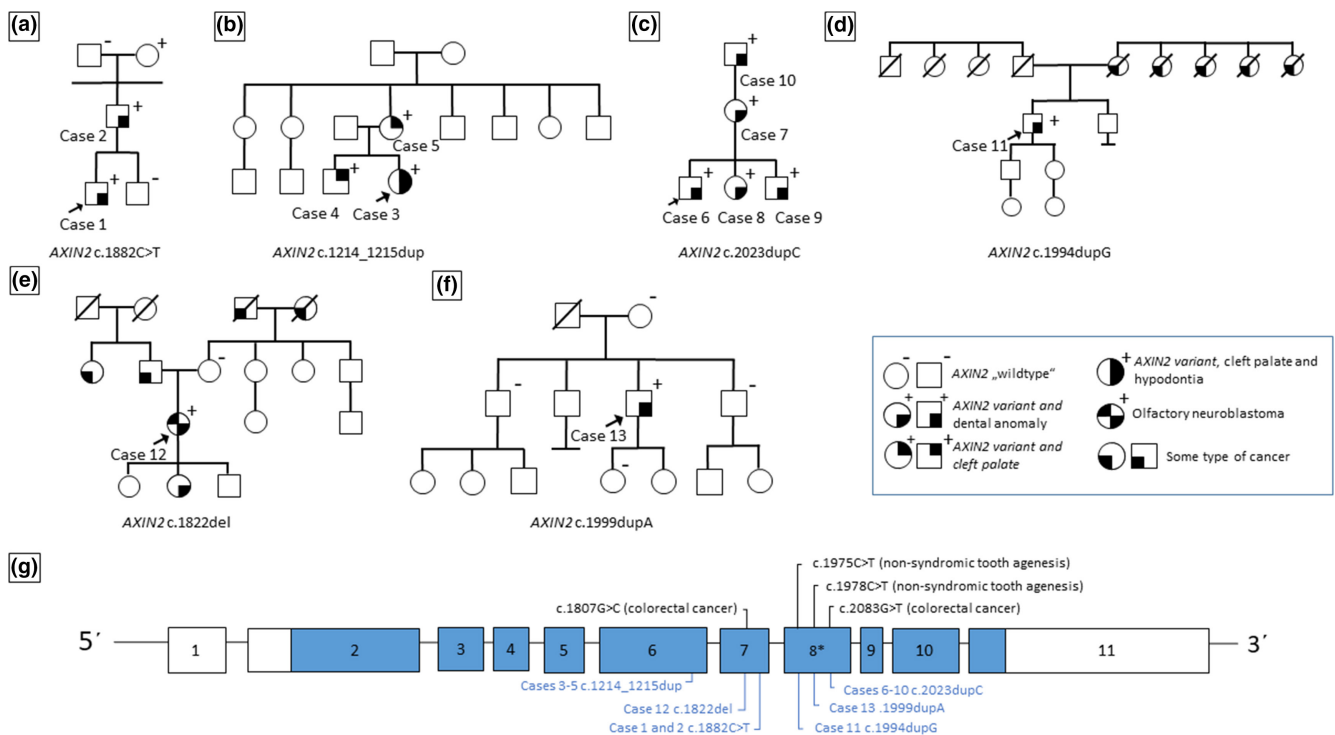 (a)
(b)
(c)
(d)
- +
+
Case 2
+ -
Case 1
AXIN2 c.1882C>T
+
Case 5
+ +
Case 4 Case 3
AXIN2 c.1214_1215dup
+
Case 10
+
Case 7
+ + +
Case 6 Case 8 Case 9
AXIN2 c.2023dupC
+
Case 11
AXIN2 c.1994dupG
(e)
-
+
Case 12
AXIN2 c.1822del
(f)
-
- + -
Case 13
-
AXIN2 c.1999dupA
- - AXIN2 „wildtype“
+ + AXIN2 variant and
dental anomaly
+ + AXIN2 variant and
cleft palate
+ AXIN2 variant, cleft palate and
hypodontia
+ Olfactory neuroblastoma
Some type of cancer
(g)
c.1975C>T (non-syndromic tooth agenesis)
c.1978C>T (non-syndromic tooth agenesis)
c.1807G>C (colorectal cancer)
c.2083G>T (colorectal cancer)
5´ 1 2 3 4 5 6 7 8* 9 10 11 3´
Cases 3-5 c.1214_1215dup
Cases 6-10 c.2023dupC
Case 12 c.1822del
Case 13 .1999dupA
Case 1 and 2 c.1882C>T
Case 11 c.1994dupG